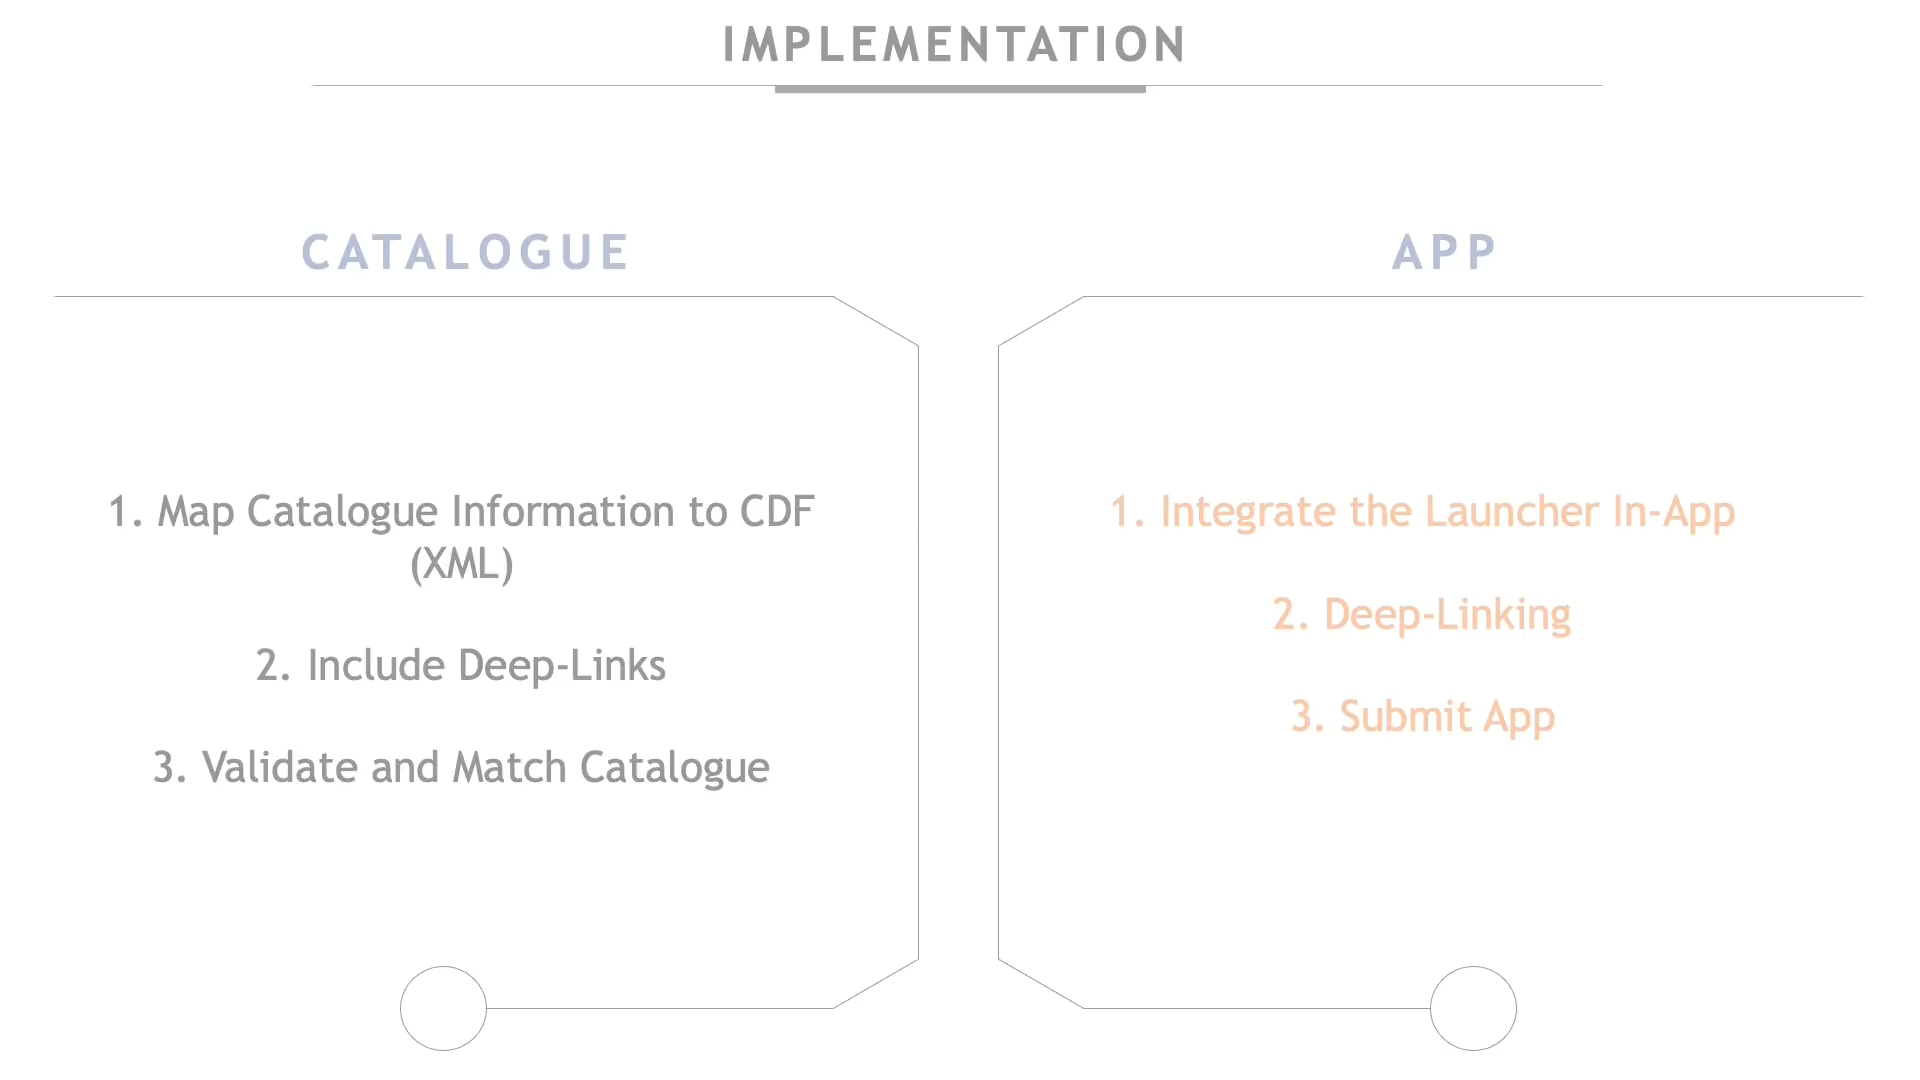 IMPLEMENTATION
CATALOGUE
1. Map Catalogue Information to CDF
(XML)
2. Include Deep-Links
3. Validate and Match Catalogue
APP
1. Integrate the Launcher In-App
2. Deep-Linking
3. Submit App